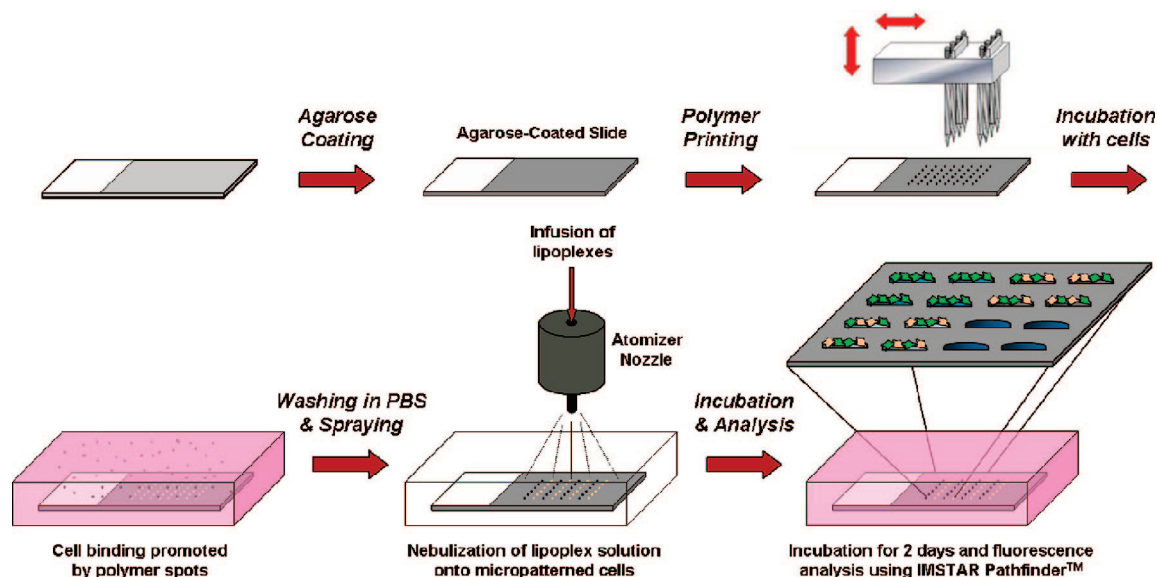 Agarose
Coating
Agarose-Coated Slide
Polymer
Printing
Incubation
with cells
Infusion of
lipoplexes
Atomizer
Nozzle
Washing in PBS
& Spraying
Incubation
& Analysis
Cell binding promoted
by polymer spots
Nebulization of lipoplex solution
onto micropatterned cells
Incubation for 2 days and fluorescence
analysis using IMSTAR Pathfinder™